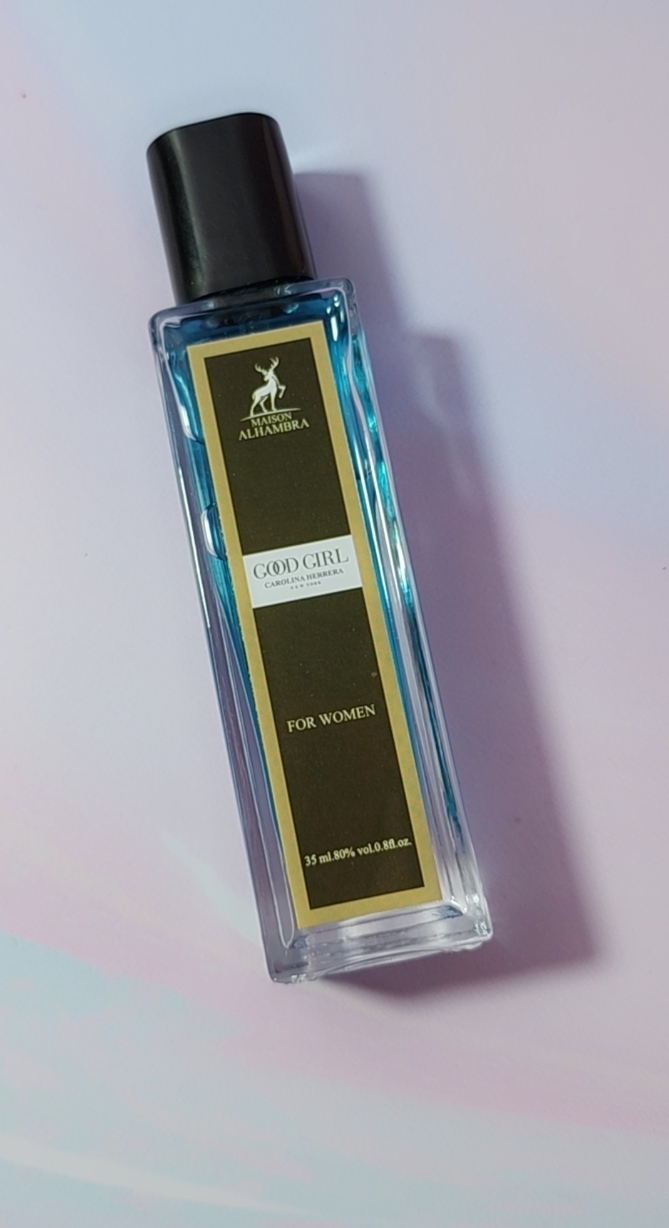 MAISON
ALHAMBRA
GOOD GIRL
CAROLINA HERRERA
NEW YORK
FOR WOMEN
35 ml.80% vol.0.8fl.oz.